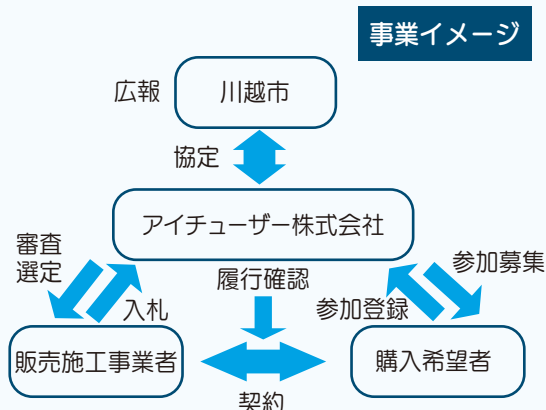 事業イメージ
広報
川越市
協定
アイチューザー株式会社
審査
選定
入札
履行確認
参加登録
参加募集
販売施工事業者
購入希望者
契約